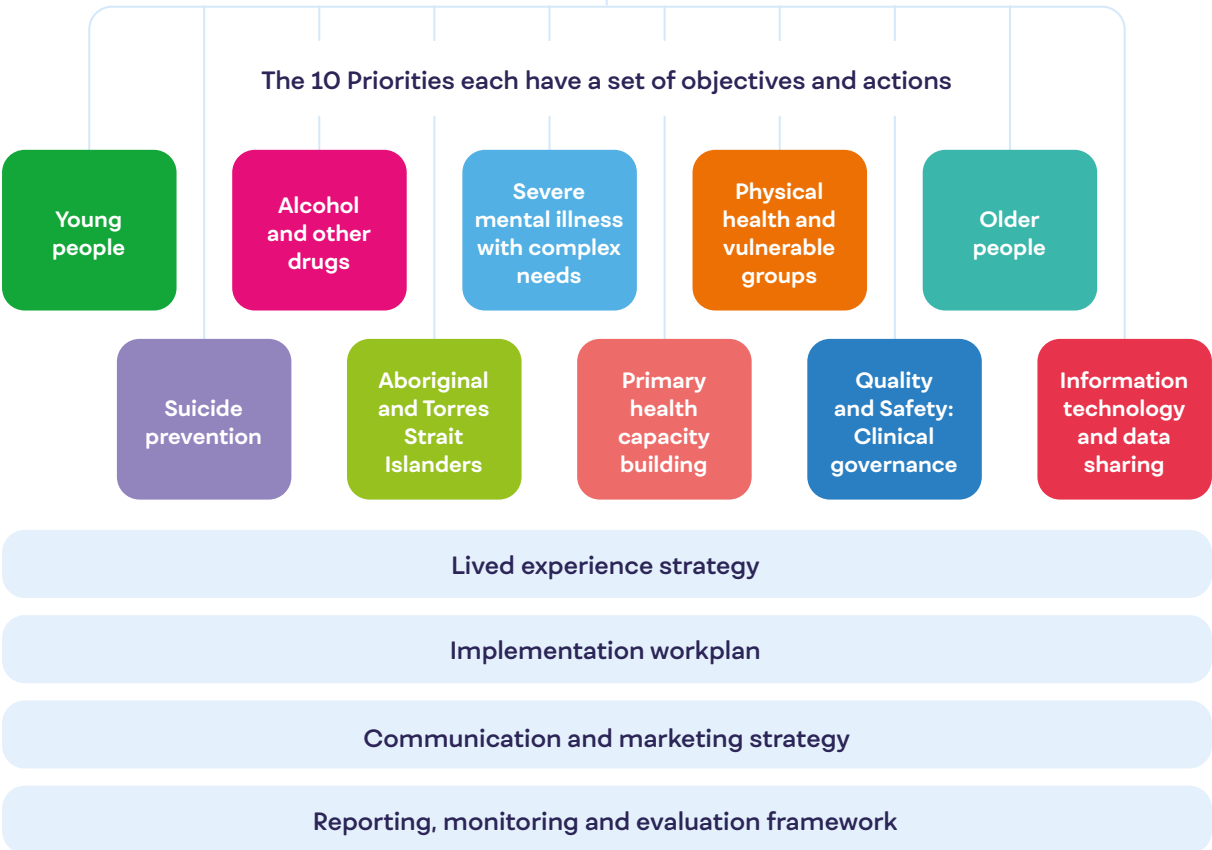 The 10 Priorities each have a set of objectives and actions
Young
people
Alcohol
and other
drugs
Severe
mental illness
with complex
needs
Physical
health and
vulnerable
groups
Older
people
Suicide
prevention
Aboriginal
and Torres
Strait
Islanders
Primary
health
capacity
building
Quality
and Safety:
Clinical
governance
Information
technology
and data
sharing
Lived experience strategy
Implementation workplan
Communication and marketing strategy
Reporting, monitoring and evaluation framework